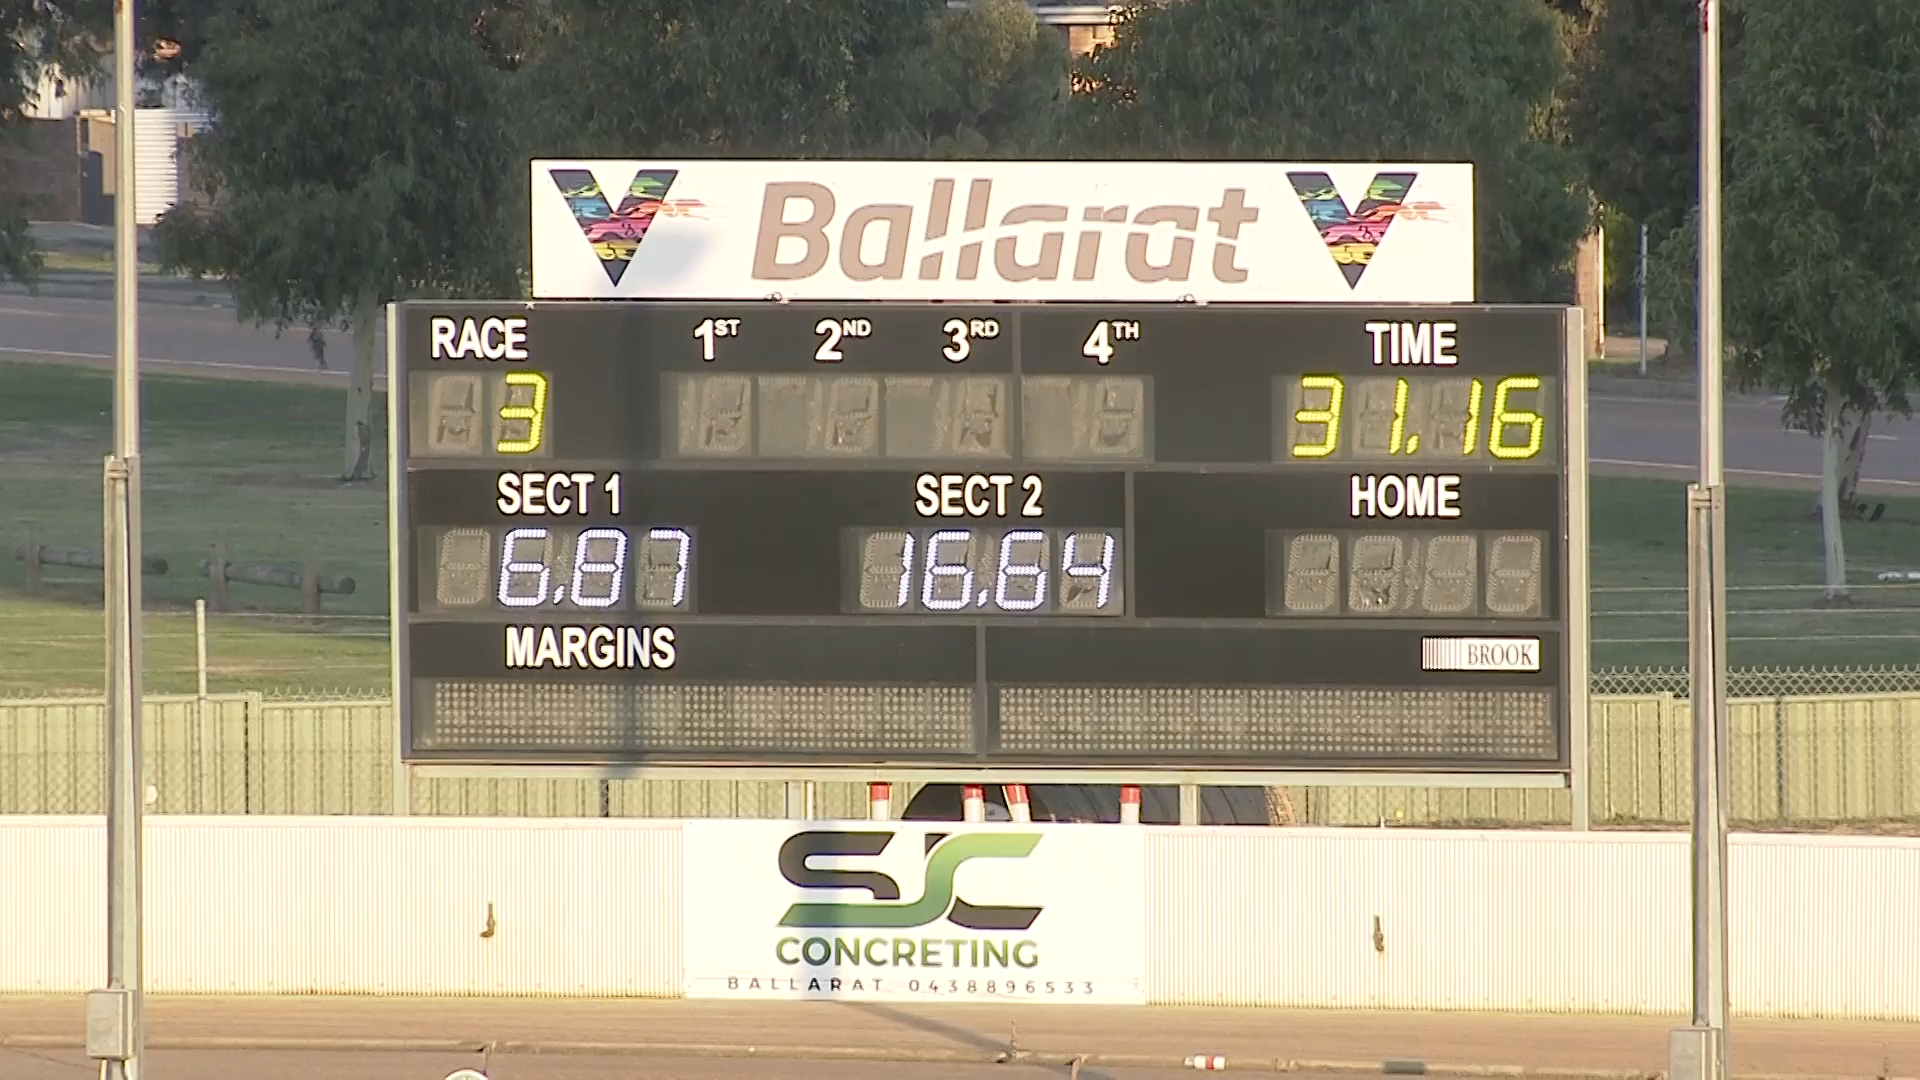 Ballarat
RACE 1ST 2ND 3RD 4TH TIME
3 31.16
SECT 1 SECT 2 HOME
6.87 16.64
MARGINS BROOK
SJC
CONCRETING
BALLARAT 0438896533